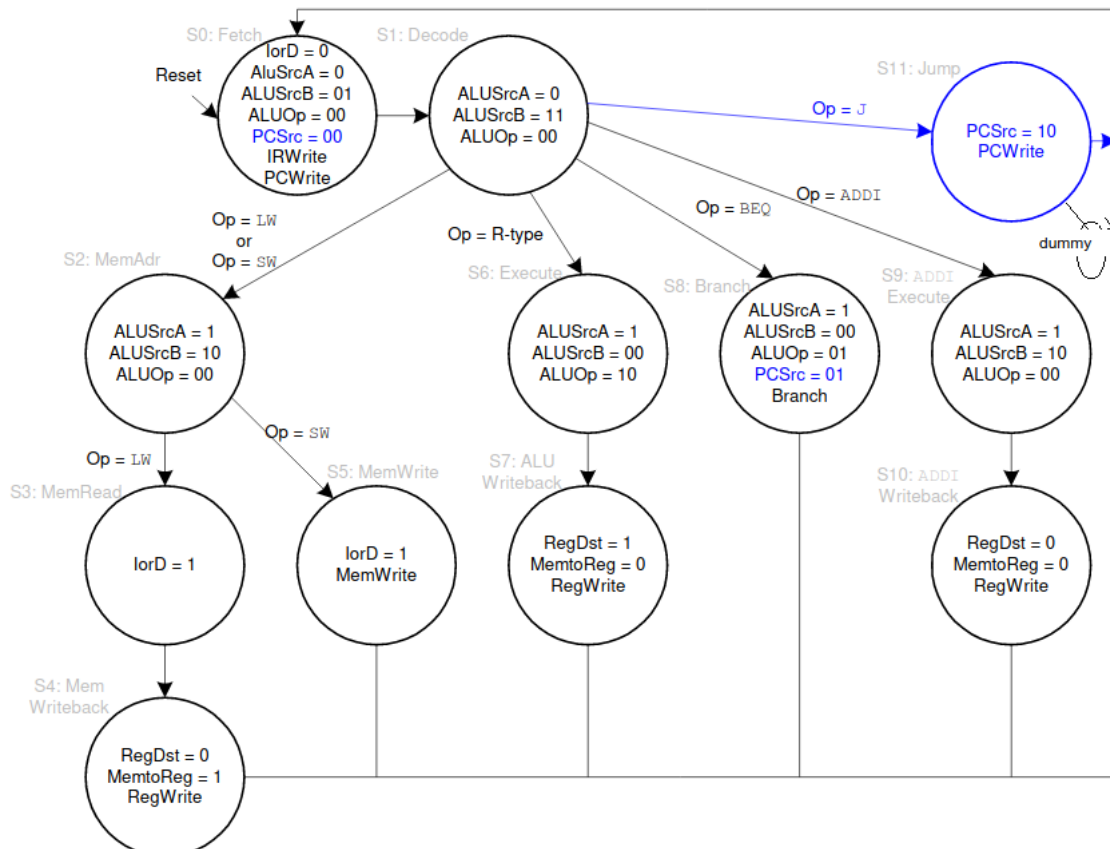 S0: Fetch
IorD = 0
AluSrcA = 0
ALUSrcB = 01
ALUOp = 00
PCSrc = 00
IRWrite
PCWrite
Reset
S1: Decode
ALUSrcA = 0
ALUSrcB = 11
ALUOp = 00
S11: Jump
Op = J
PCSrc = 10
PCWrite
dummy
Op = LW
or
Op = SW
Op = R-type
Op = BEQ
Op = ADDI
S2: MemAdr
ALUSrcA = 1
ALUSrcB = 10
ALUOp = 00
S6: Execute
ALUSrcA = 1
ALUSrcB = 00
ALUOp = 10
S8: Branch
ALUSrcA = 1
ALUSrcB = 00
ALUOp = 01
PCSrc = 01
Branch
S9: ADDI
Execute
ALUSrcA = 1
ALUSrcB = 10
ALUOp = 00
Op = LW
Op = SW
S3: MemRead
IorD = 1
S5: MemWrite
IorD = 1
MemWrite
S7: ALU
Writeback
RegDst = 1
MemtoReg = 0
RegWrite
S10: ADDI
Writeback
RegDst = 0
MemtoReg = 0
RegWrite
S4: Mem
Writeback
RegDst = 0
MemtoReg = 1
RegWrite